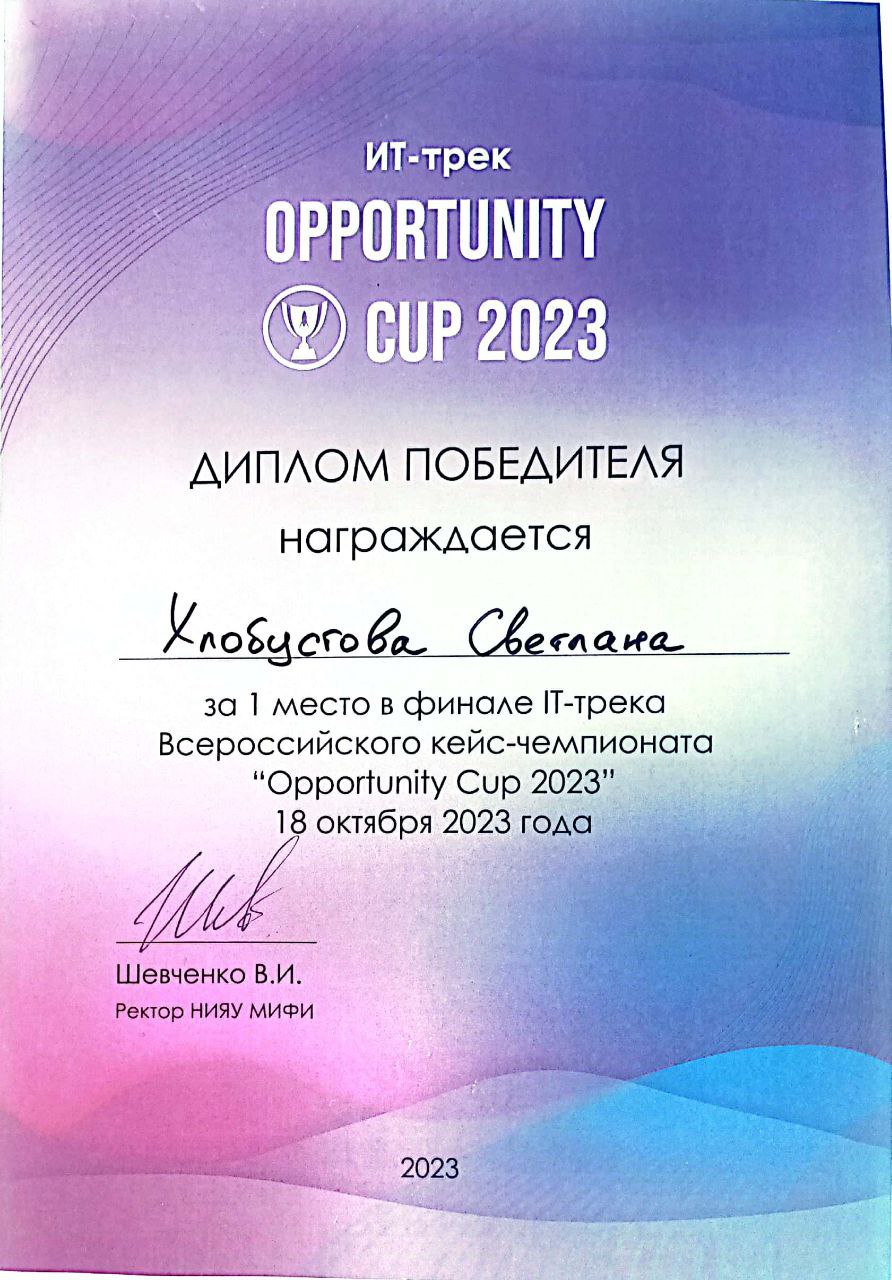 ИТ-трек
OPPORTUNITY
CUP 2023
ДИПЛОМ ПОБЕДИТЕЛЯ
награждается
Хлобустова Светлана
за 1 место в финале IT-трека
Всероссийского кейс-чемпионата
“Opportunity Cup 2023”
18 октября 2023 года
Шевченко В.И.
Ректор НИЯУ МИФИ
2023